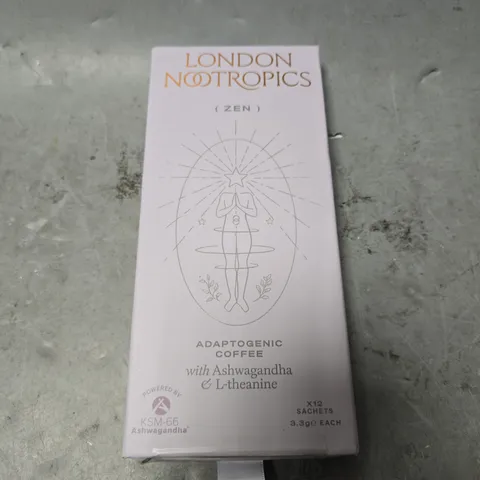 LONDON
NOOTROPICS
( ZEN )
ADAPTOGENIC
COFFEE
with Ashwagandha
& L-theanine
POWERED BY
KSM-66
Ashwagandha®
X12
SACHETS
3.3g℮ EACH